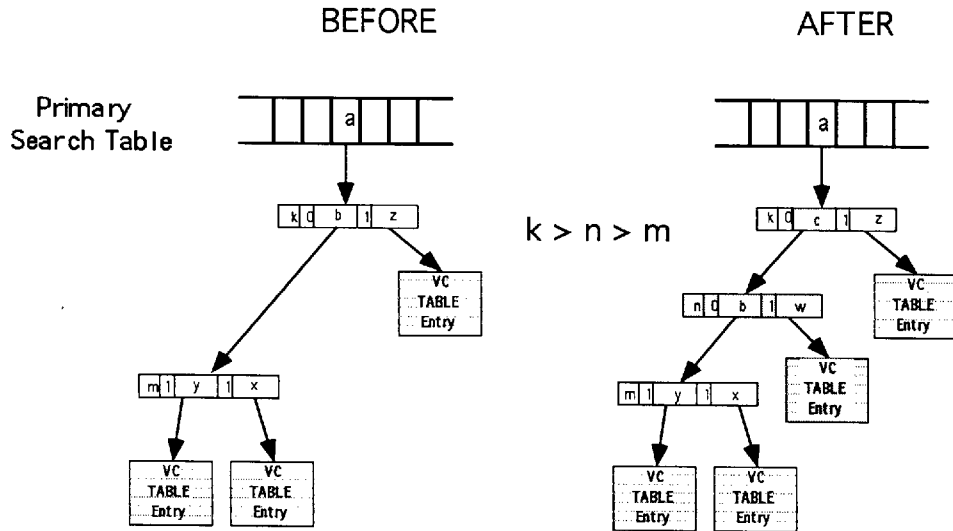 BEFORE
AFTER
Primary
Search Table
a
a
k 0 b 1 z
k > n > m
k 0 c 1 z
VC
TABLE
Entry
VC
TABLE
Entry
n 0 b 1 w
m 1 y 1 x
VC
TABLE
Entry
m 1 y 1 x
VC
TABLE
Entry
VC
TABLE
Entry
VC
TABLE
Entry
VC
TABLE
Entry